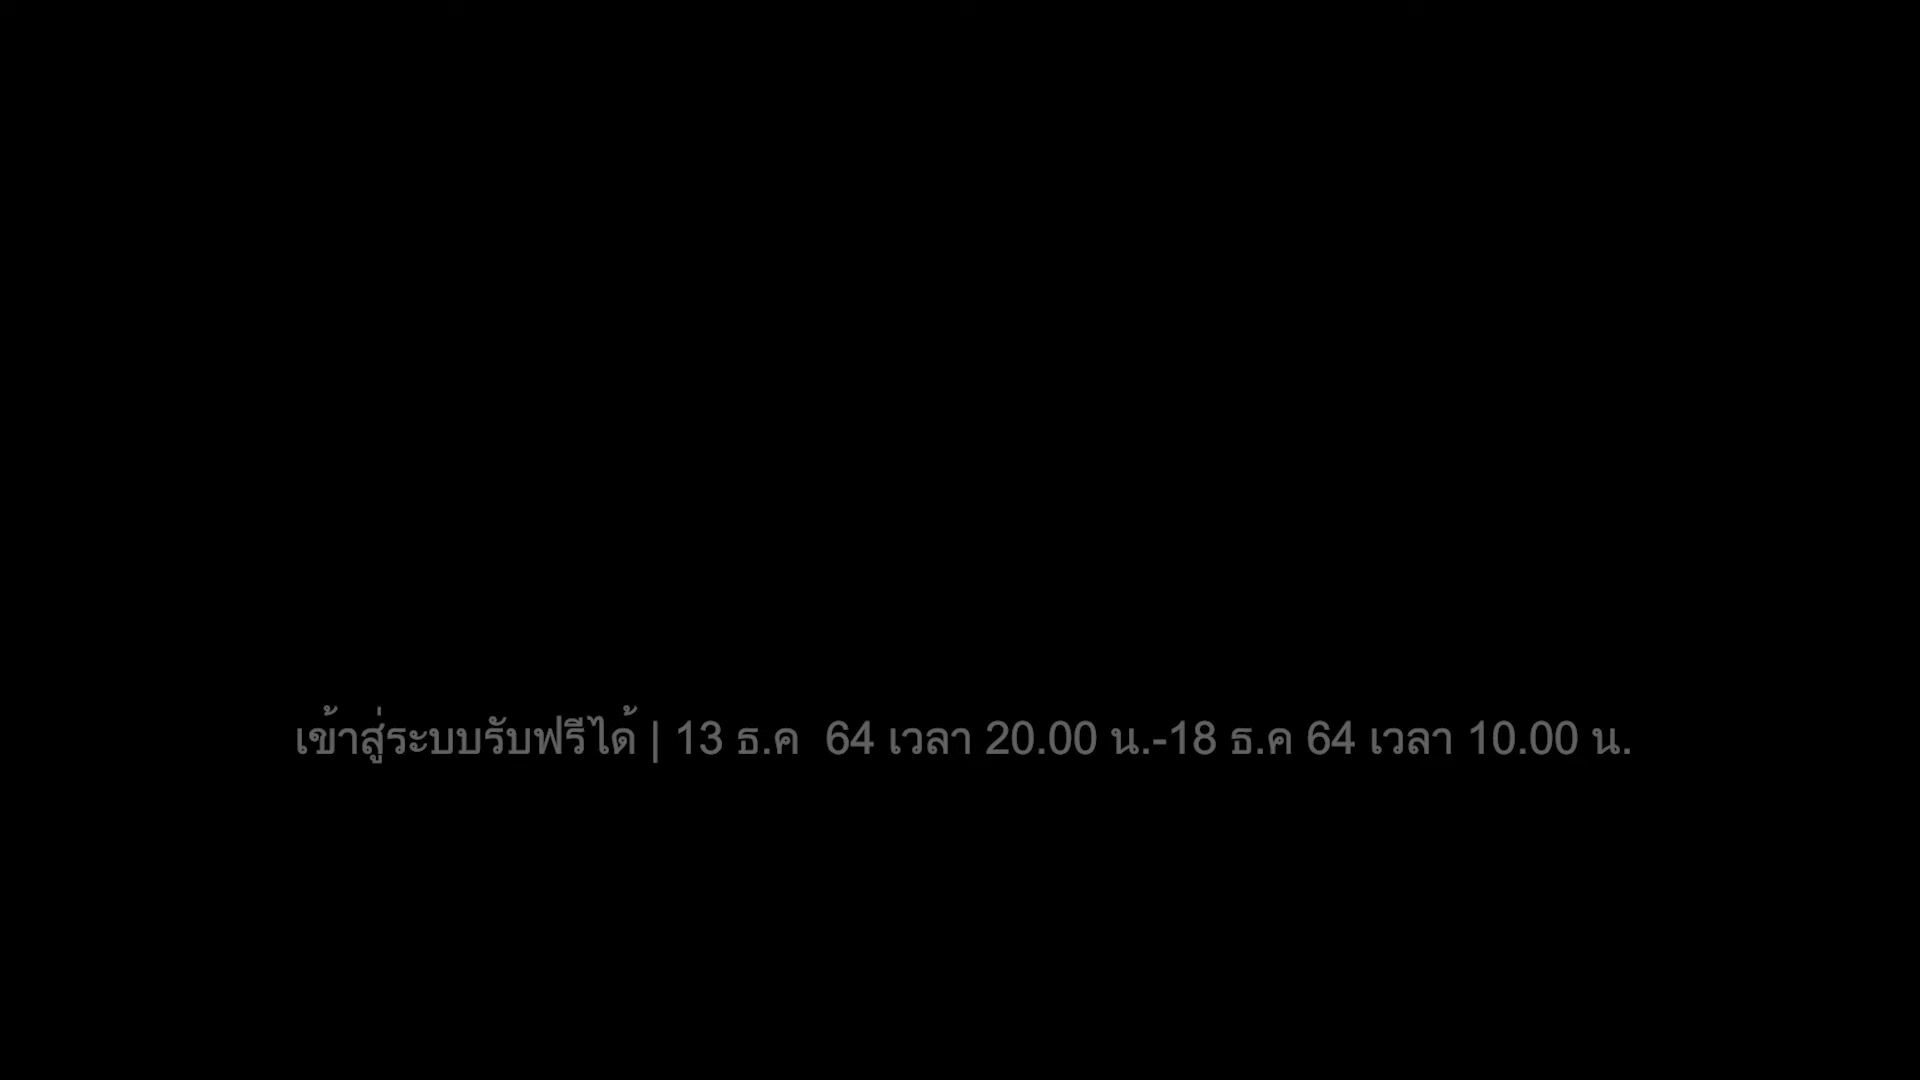 เข้าสู่ระบบรับฟรีได้ | 13 ธ.ค  64 เวลา 20.00 น.-18 ธ.ค 64 เวลา 10.00 น.